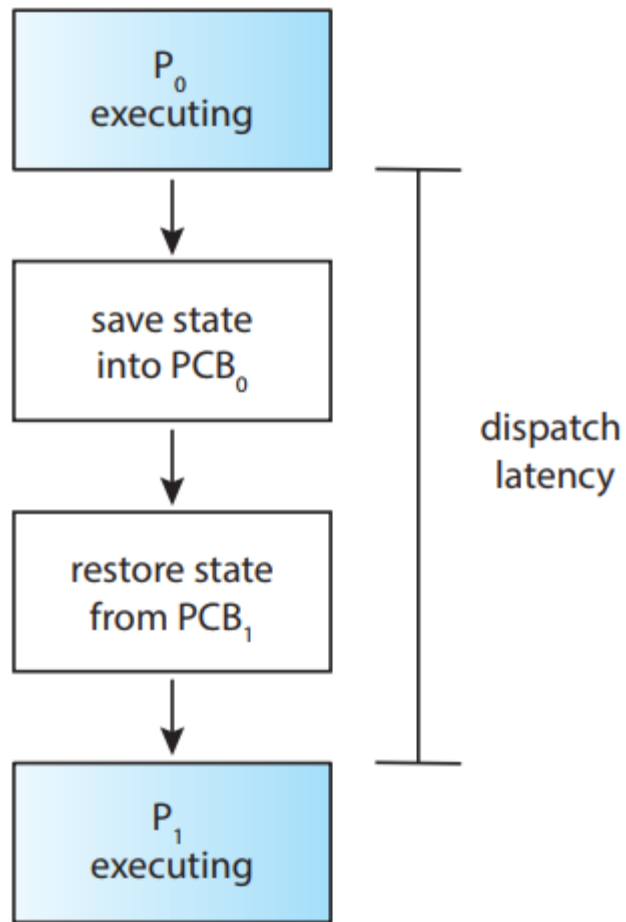 P₀
executing
save state
into PCB₀
restore state
from PCB₁
P₁
executing
dispatch
latency